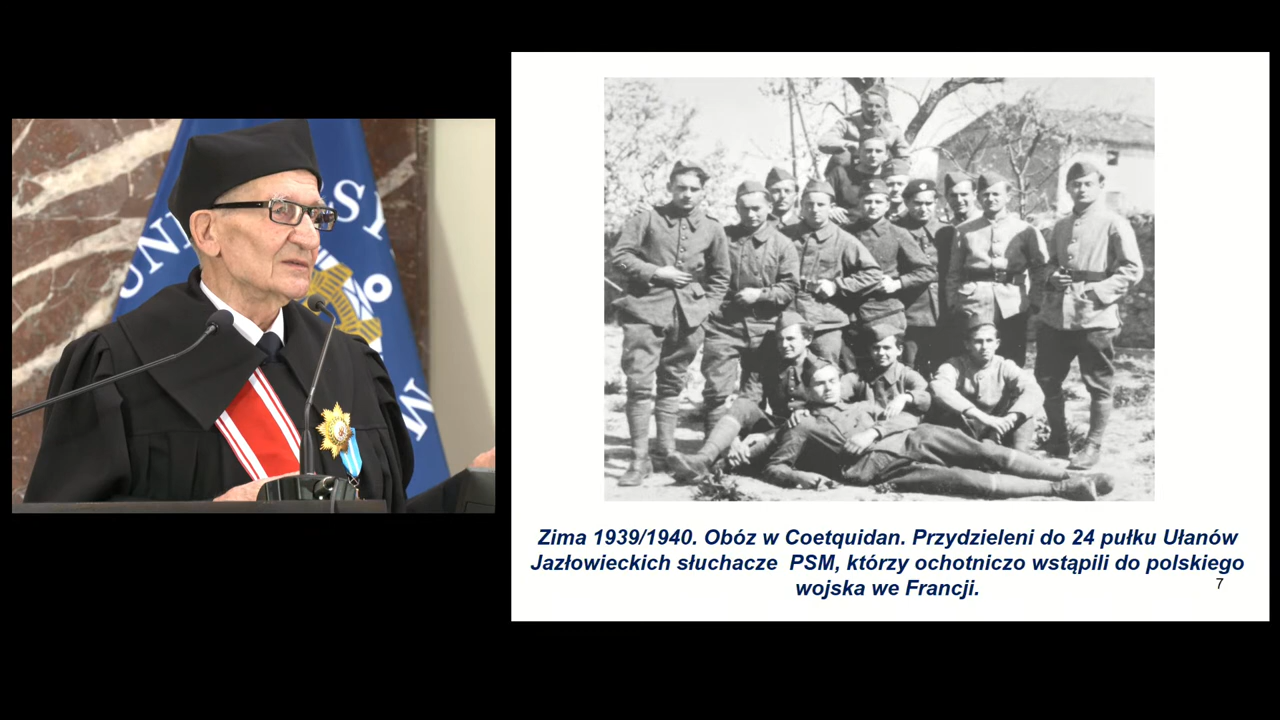 Zima 1939/1940. Obóz w Coetquidan. Przydzieleni do 24 pułku Ułanów
Jazłowieckich słuchacze PSM, którzy ochotniczo wstąpili do polskiego
wojska we Francji.
7